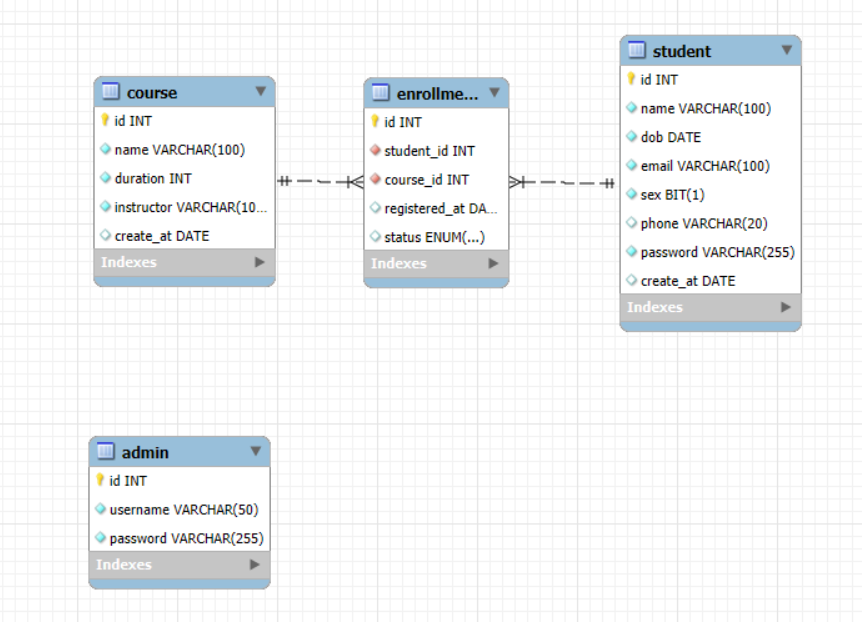 course
id INT
name VARCHAR(100)
duration INT
instructor VARCHAR(10...
create_at DATE
Indexes
enrollme...
id INT
student_id INT
course_id INT
registered_at DA...
status ENUM(...)
Indexes
student
id INT
name VARCHAR(100)
dob DATE
email VARCHAR(100)
sex BIT(1)
phone VARCHAR(20)
password VARCHAR(255)
create_at DATE
Indexes
admin
id INT
username VARCHAR(50)
password VARCHAR(255)
Indexes